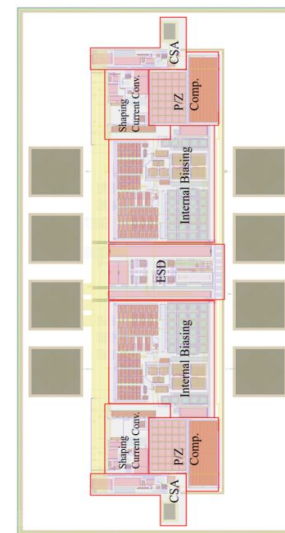 CSA
Shaping
Current Conv.
P/Z
Comp.
Internal Biasing
ESD
Internal Biasing
Shaping
Current Conv.
P/Z
Comp.
CSA